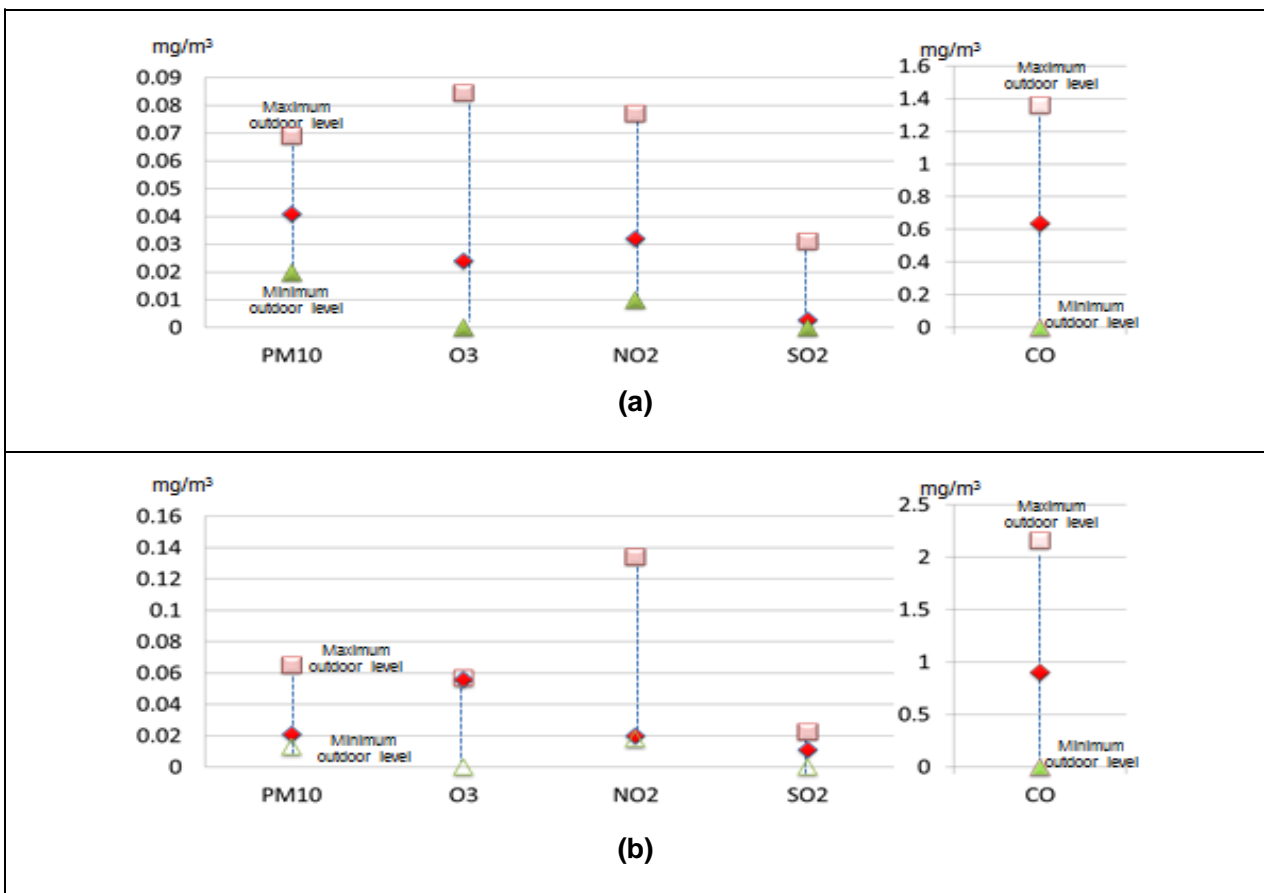 mg/m³
0.09
0.08
0.07
0.06
0.05
0.04
0.03
0.02
0.01
0
Maximum
outdoor level
Minimum
outdoor level
PM10 O3 NO2 SO2
mg/m³
1.6
1.4
1.2
1
0.8
0.6
0.4
0.2
0
Maximum
outdoor level
Minimum
outdoor level
CO
(a)
mg/m³
0.16
0.14
0.12
0.1
0.08
0.06
0.04
0.02
0
Maximum
outdoor level
Minimum
outdoor level
PM10 O3 NO2 SO2
mg/m³
2.5
2
1.5
1
0.5
0
Maximum
outdoor level
Minimum
outdoor level
CO
(b)